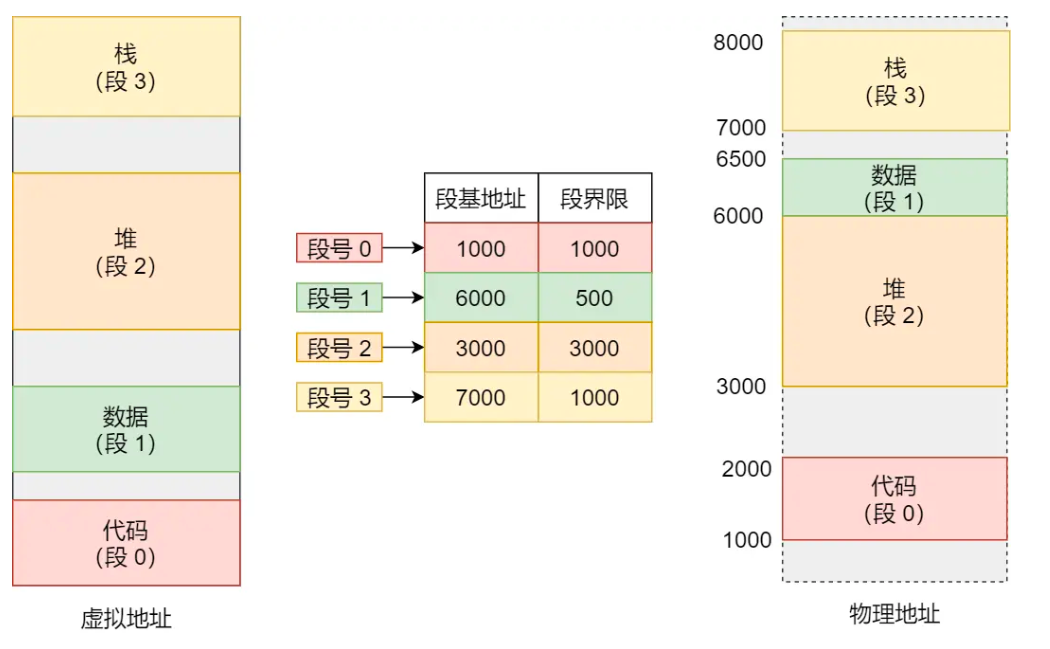 栈
（段 3）
堆
（段 2）
数据
（段 1）
代码
（段 0）
虚拟地址
段基地址 段界限
段号 0 1000 1000
段号 1 6000 500
段号 2 3000 3000
段号 3 7000 1000
8000
栈
（段 3）
7000
6500
数据
（段 1）
6000
堆
（段 2）
3000
2000
代码
（段 0）
1000
物理地址